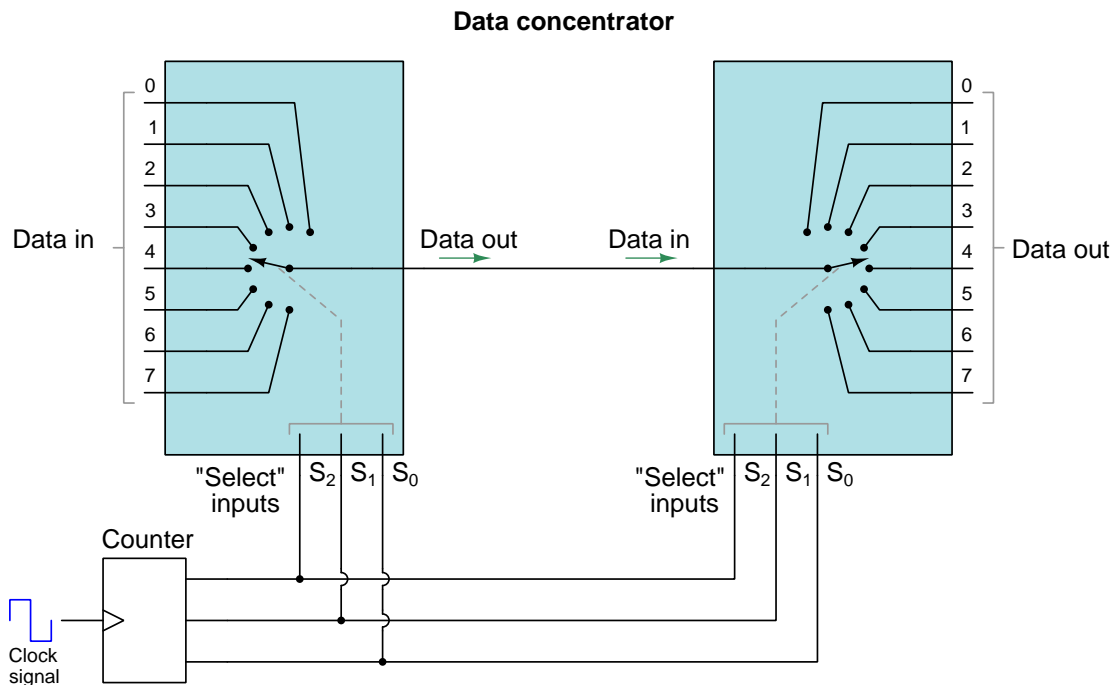 Data concentrator
0
1
2
3
4
5
6
7
Data in
Data out
Data in
0
1
2
3
4
5
6
7
Data out
"Select"
inputs
S2 S1 S0
"Select"
inputs
S2 S1 S0
Counter
Clock
signal